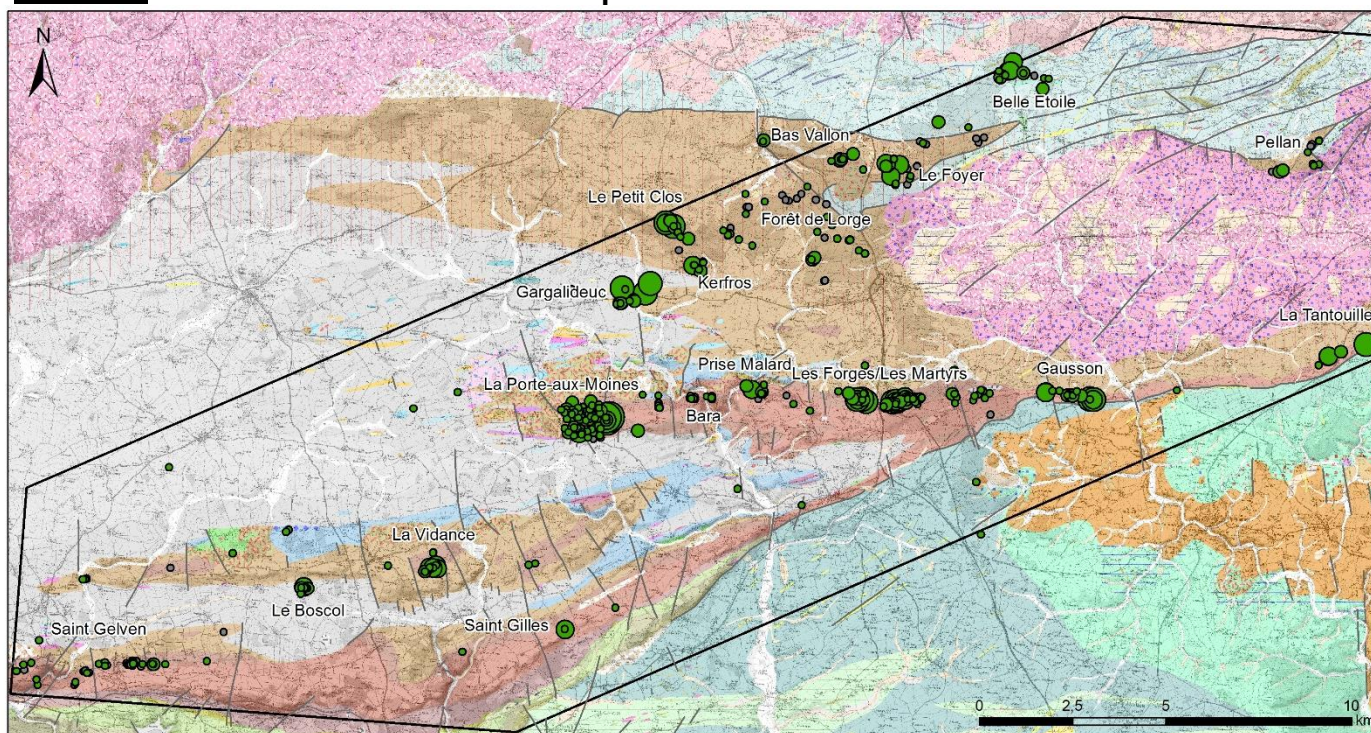 N
Belle Etoile
Bas Vallon
Pellan
Le Foyer
Le Petit Clos
Forêt de Lorge
Kerfros
Gargalideuc
La Tantouille
Prise Malard
Les Forges/Les Martyrs
Gausson
La Porte-aux-Moines
Bara
La Vidance
Le Boscol
Saint Gelven
Saint Gilles
0 2,5 5 10
km